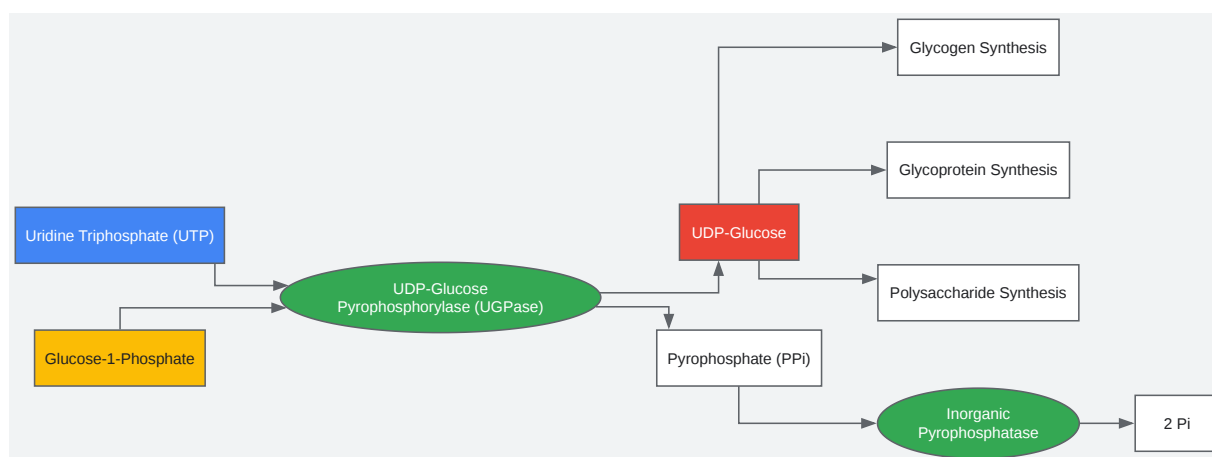 Glycogen Synthesis
Glycoprotein Synthesis
Uridine Triphosphate (UTP)
UDP-Glucose
UDP-Glucose
Pyrophosphorylase (UGPase)
Polysaccharide Synthesis
Glucose-1-Phosphate
Pyrophosphate (PPi)
Inorganic
Pyrophosphatase
2 Pi